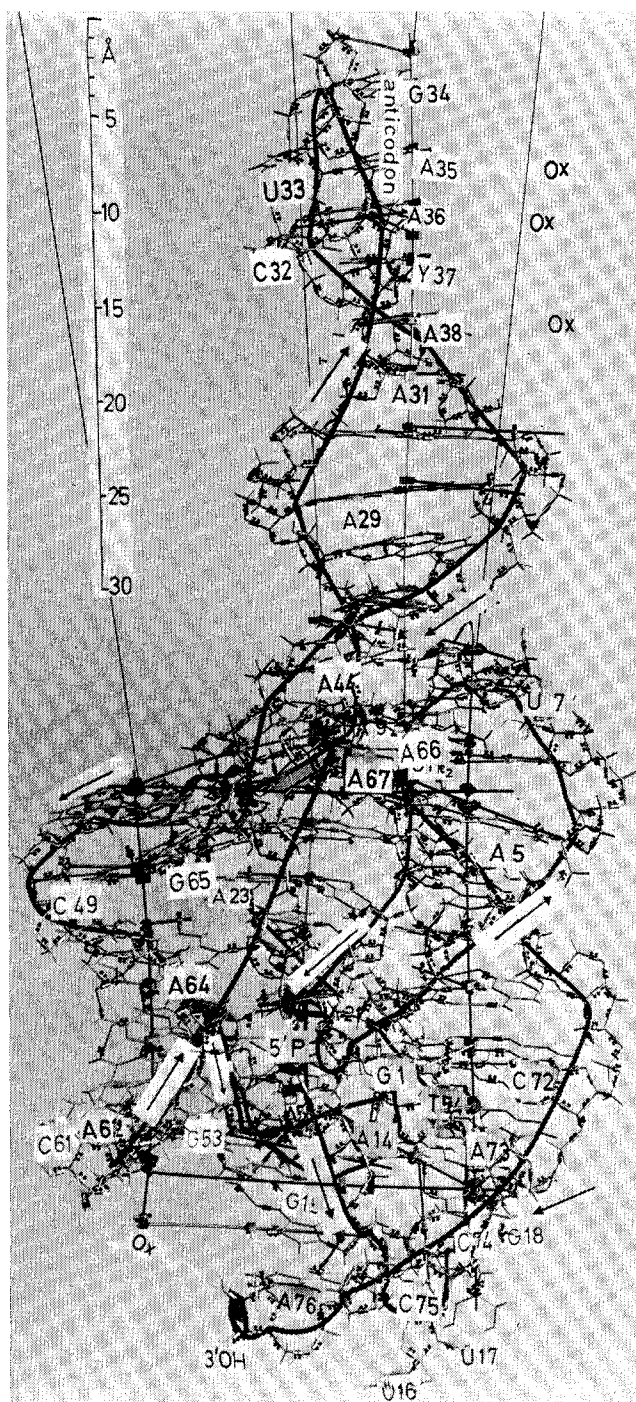 Å
5
10
15
20
25
30
anticodon
G34
A35
Ox
U33
A36
Ox
C32
Y37
A38
Ox
A31
A29
A44
U7
A66
A67
A5
G65
A23
C49
A64
5'P
G1
C72
C61
A62
G53
A14
A73
C74
G18
Ox
A76
C75
3'OH
U17
U16